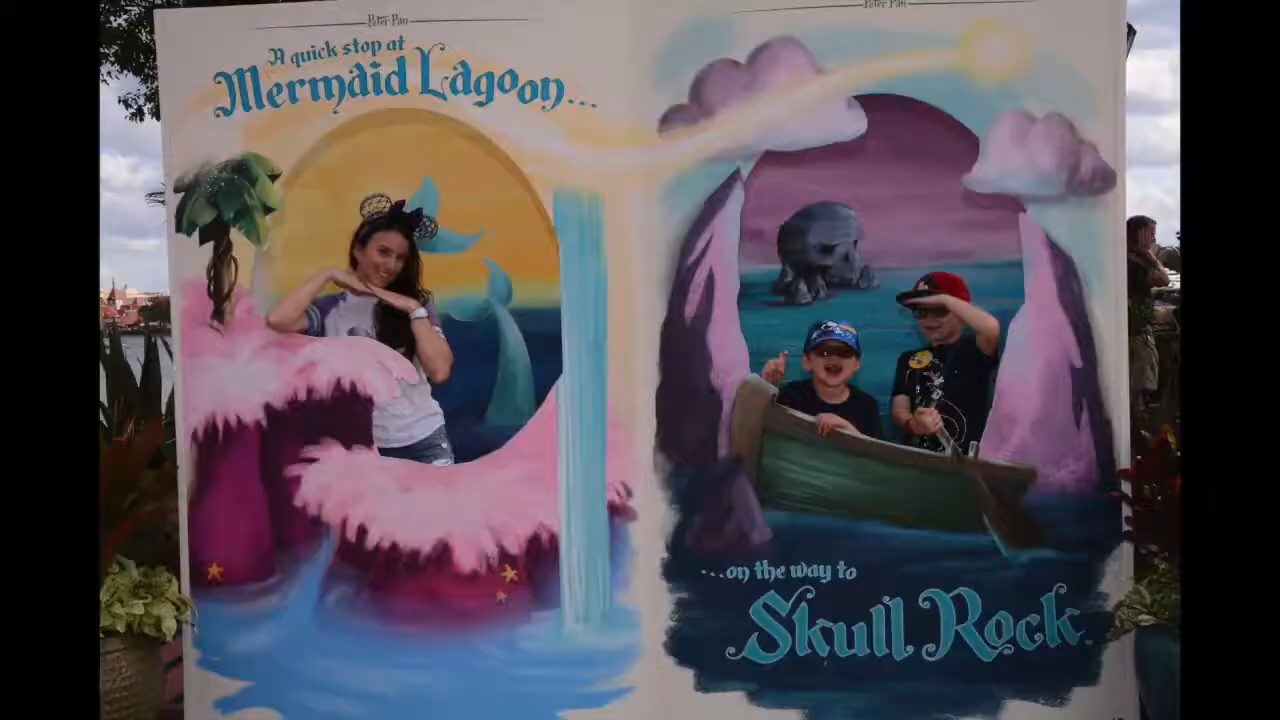 Peter Pan
A quick stop at
Mermaid Lagoon...
Peter Pan
...on the way to
Skull Rock.